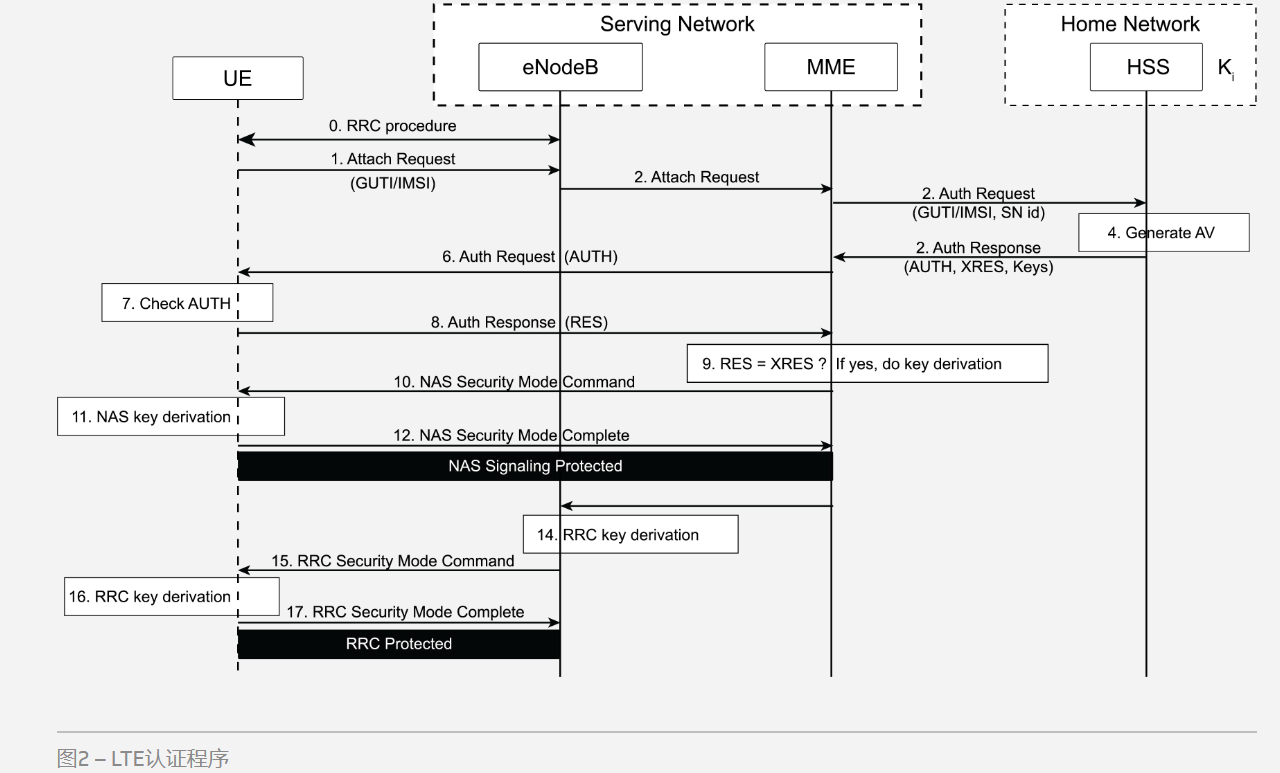 Serving Network
Home Network
UE
eNodeB
MME
HSS
Ki
0. RRC procedure
1. Attach Request
(GUTI/IMSI)
2. Attach Request
2. Auth Request
(GUTI/IMSI, SN id)
4. Generate AV
2. Auth Response
(AUTH, XRES, Keys)
6. Auth Request (AUTH)
7. Check AUTH
8. Auth Response (RES)
9. RES = XRES ? If yes, do key derivation
10. NAS Security Mode Command
11. NAS key derivation
12. NAS Security Mode Complete
NAS Signaling Protected
14. RRC key derivation
15. RRC Security Mode Command
16. RRC key derivation
17. RRC Security Mode Complete
RRC Protected
图2 – LTE认证程序